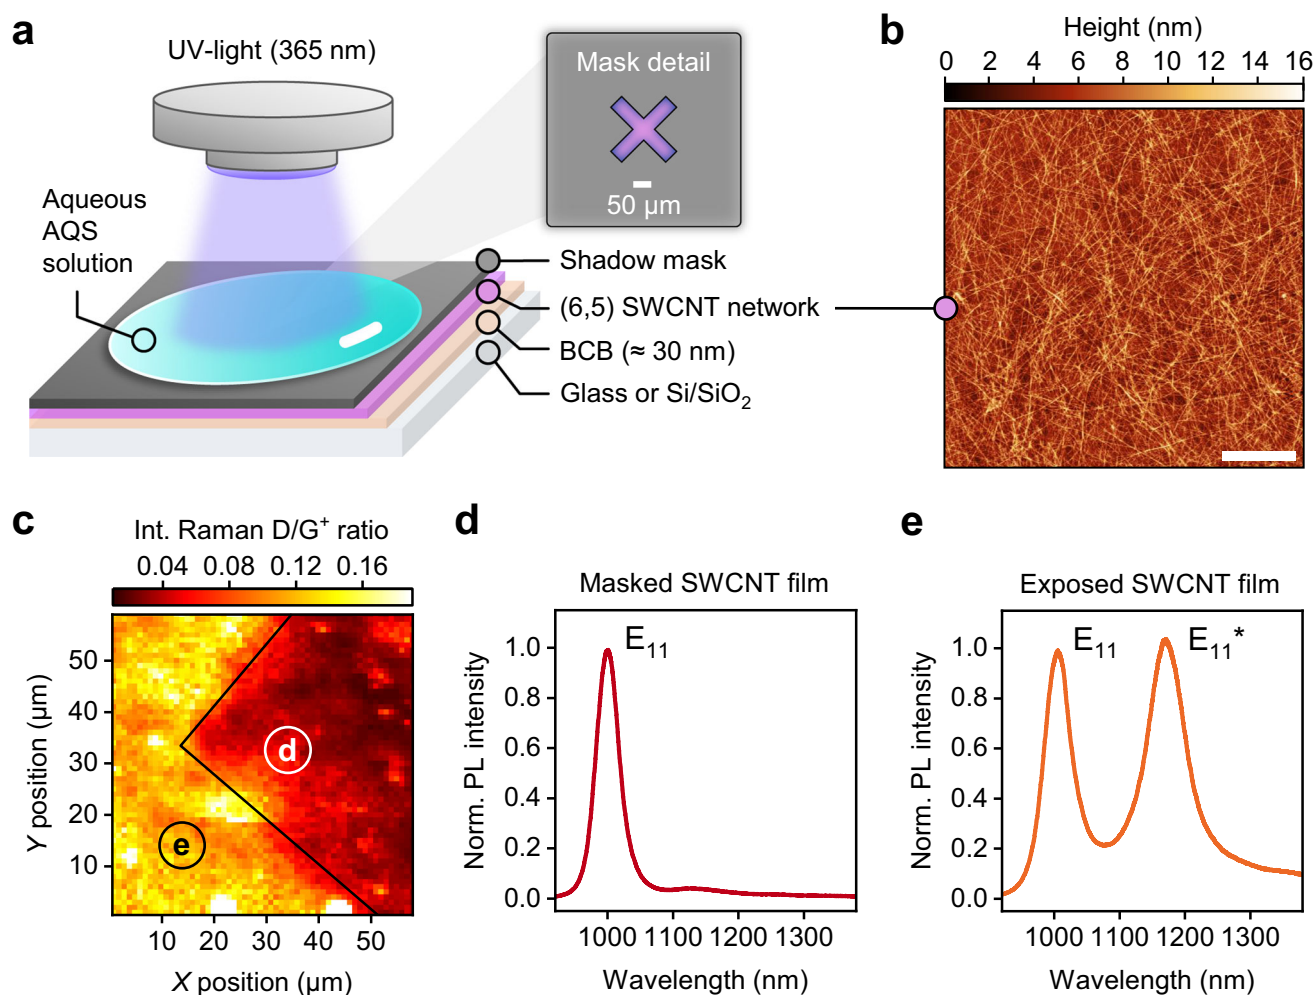 a
UV-light (365 nm)
Mask detail
50 µm
Aqueous
AQS
solution
Shadow mask
(6,5) SWCNT network
BCB (≈ 30 nm)
Glass or Si/SiO₂
b
Height (nm)
0 2 4 6 8 10 12 14 16
c
Int. Raman D/G⁺ ratio
0.04 0.08 0.12 0.16
Y position (µm)
50
40
30
20
10
d
e
10 20 30 40 50
X position (µm)
d
Masked SWCNT film
E₁₁
Norm. PL intensity
1.0
0.8
0.6
0.4
0.2
0.0
1000 1100 1200 1300
Wavelength (nm)
e
Exposed SWCNT film
E₁₁
E₁₁*
Norm. PL intensity
1.0
0.8
0.6
0.4
0.2
0.0
1000 1100 1200 1300
Wavelength (nm)